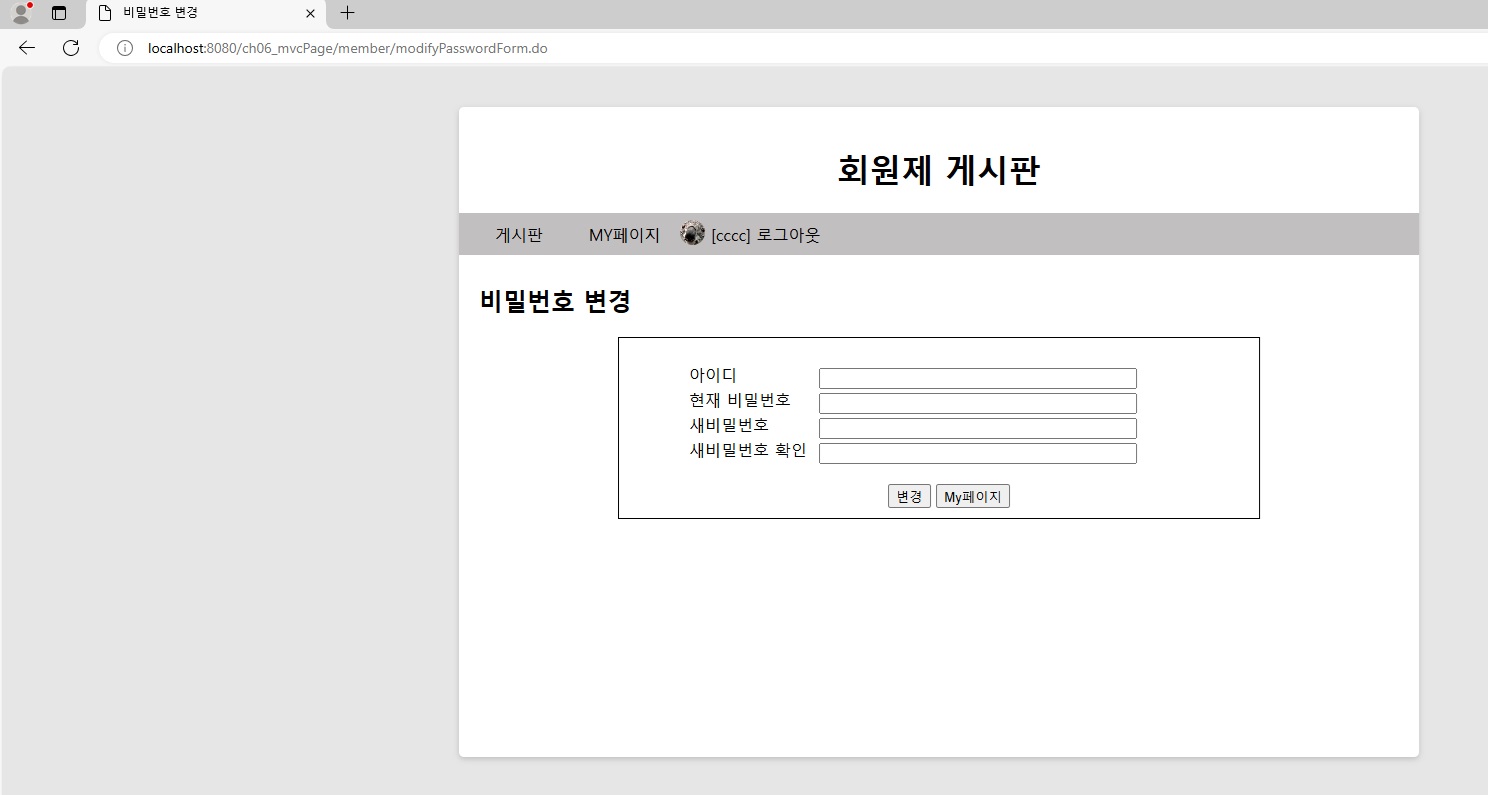 비밀번호 변경
localhost:8080/ch06_mvcPage/member/modifyPasswordForm.do
회원제 게시판
게시판 MY페이지 [cccc] 로그아웃
비밀번호 변경
아이디
현재 비밀번호
새비밀번호
새비밀번호 확인
변경 My페이지